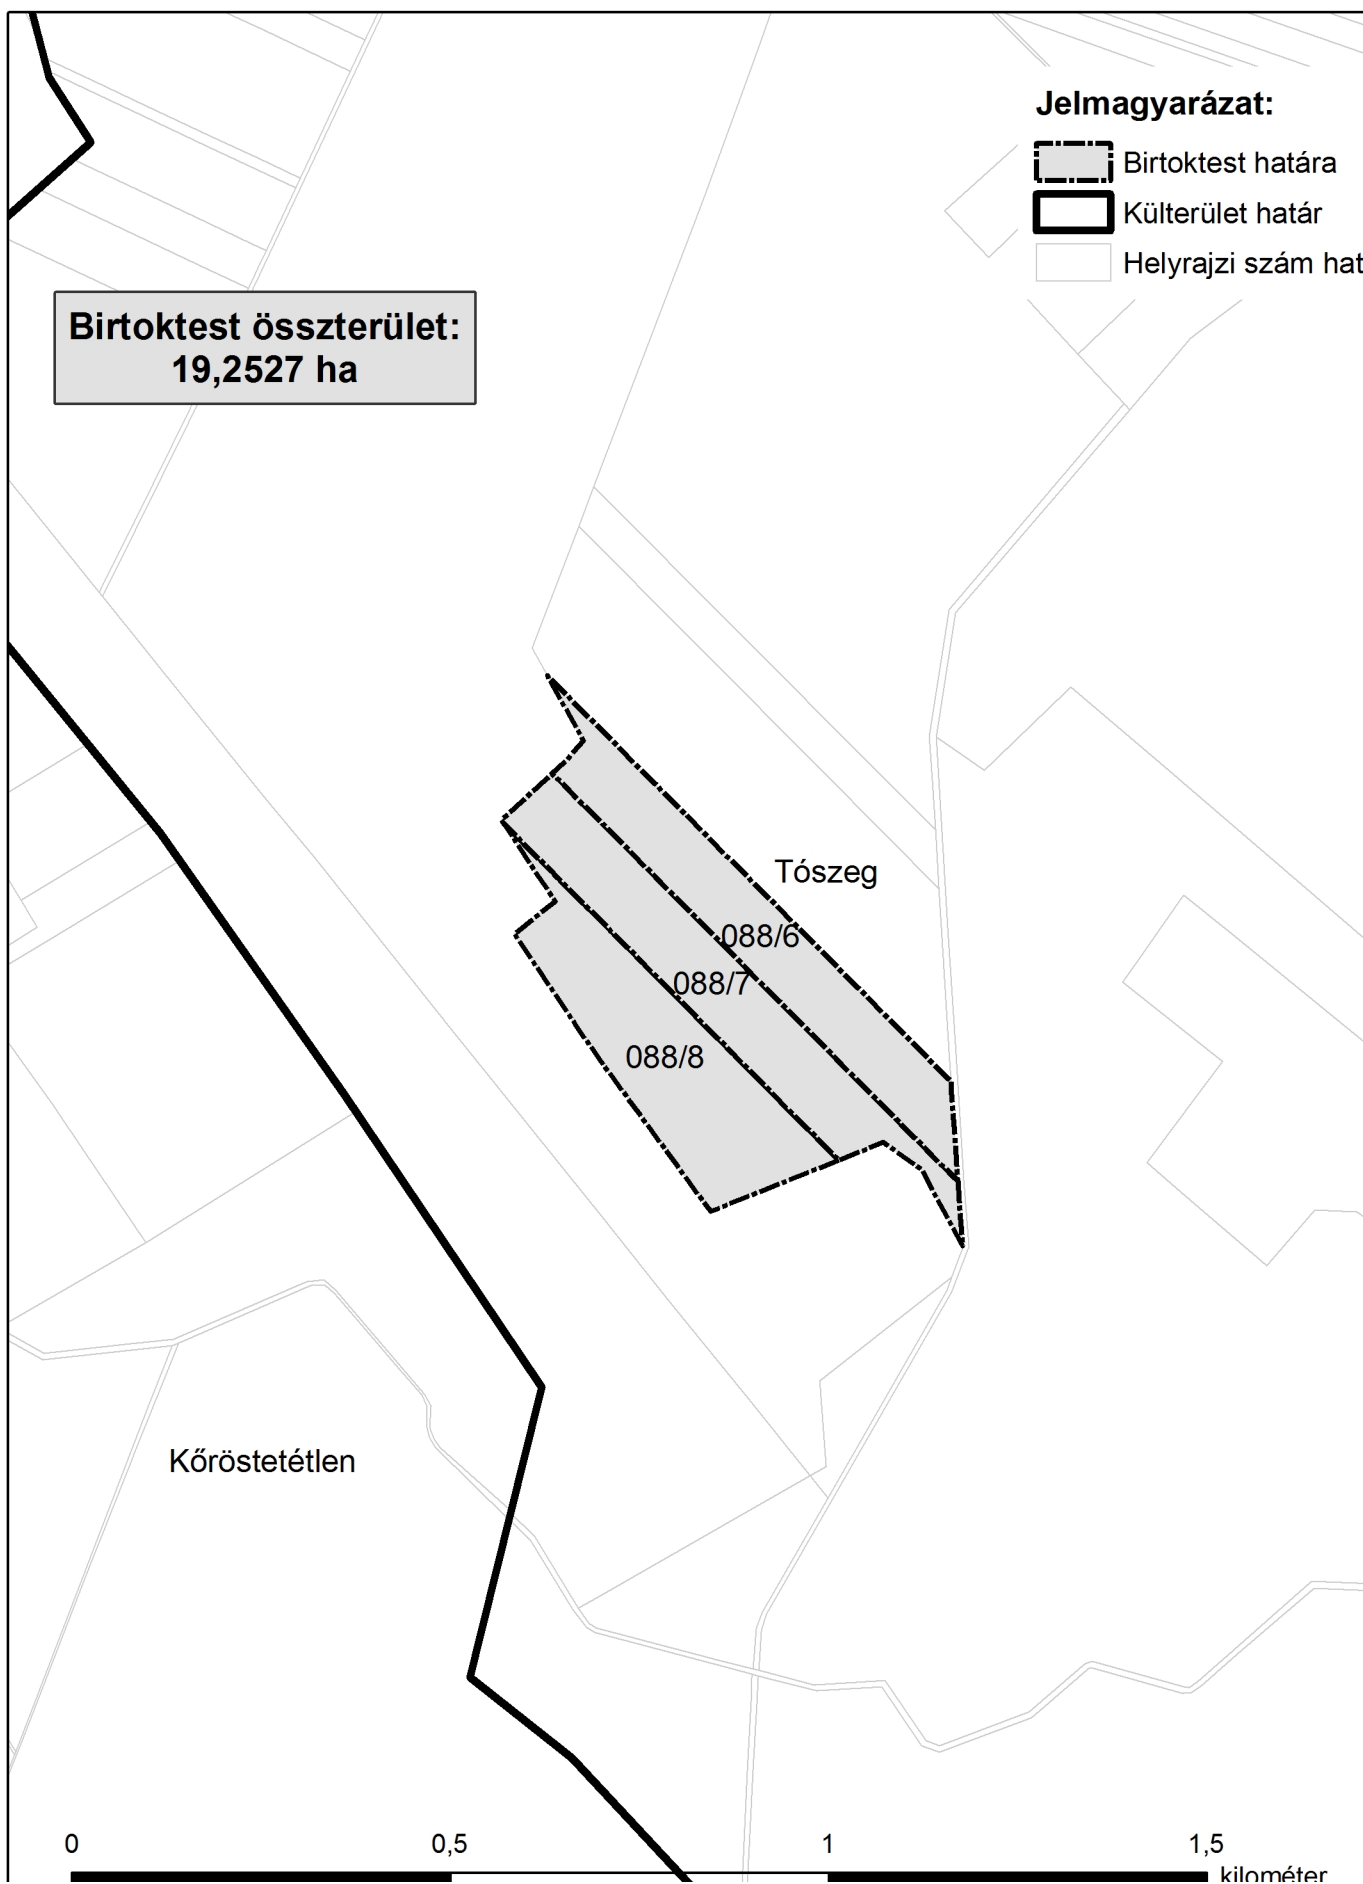 Jelmagyarázat:
Birtoktest határa
Külterület határ
Helyrajzi szám hat
Birtoktest összterület:
19,2527 ha
Tószeg
088/6
088/7
088/8
Kőröstetétlen
0 0,5 1 1,5
kilométer